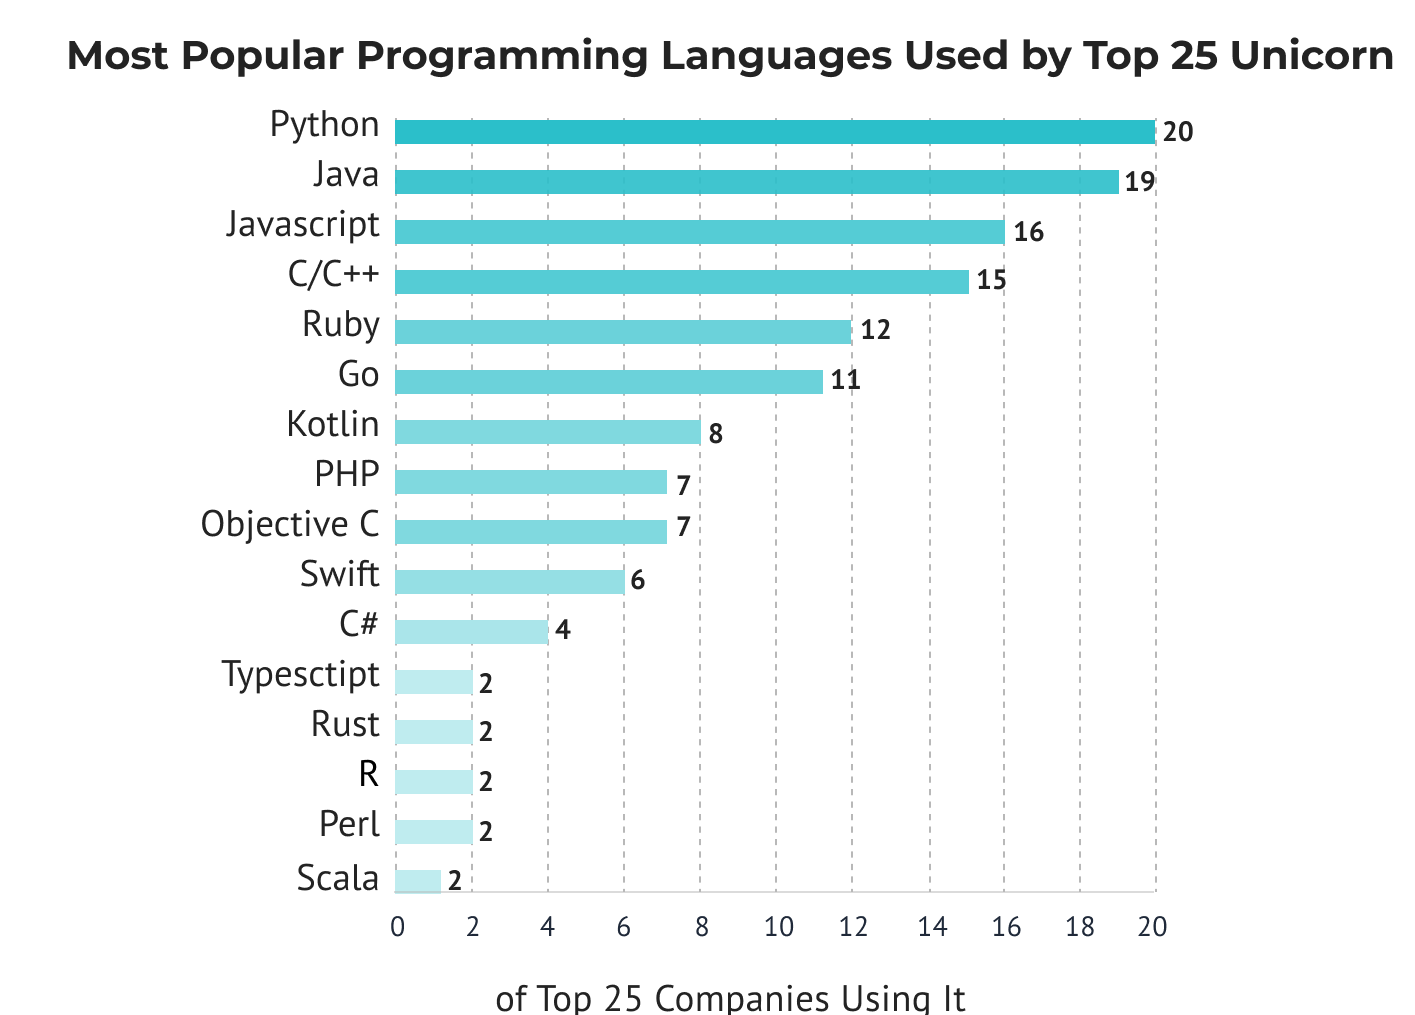 Most Popular Programming Languages Used by Top 25 Unicorn
Python 20
Java 19
Javascript 16
C/C++ 15
Ruby 12
Go 11
Kotlin 8
PHP 7
Objective C 7
Swift 6
C# 4
Typesctipt 2
Rust 2
R 2
Perl 2
Scala 2
0 2 4 6 8 10 12 14 16 18 20
of Top 25 Companies Using It